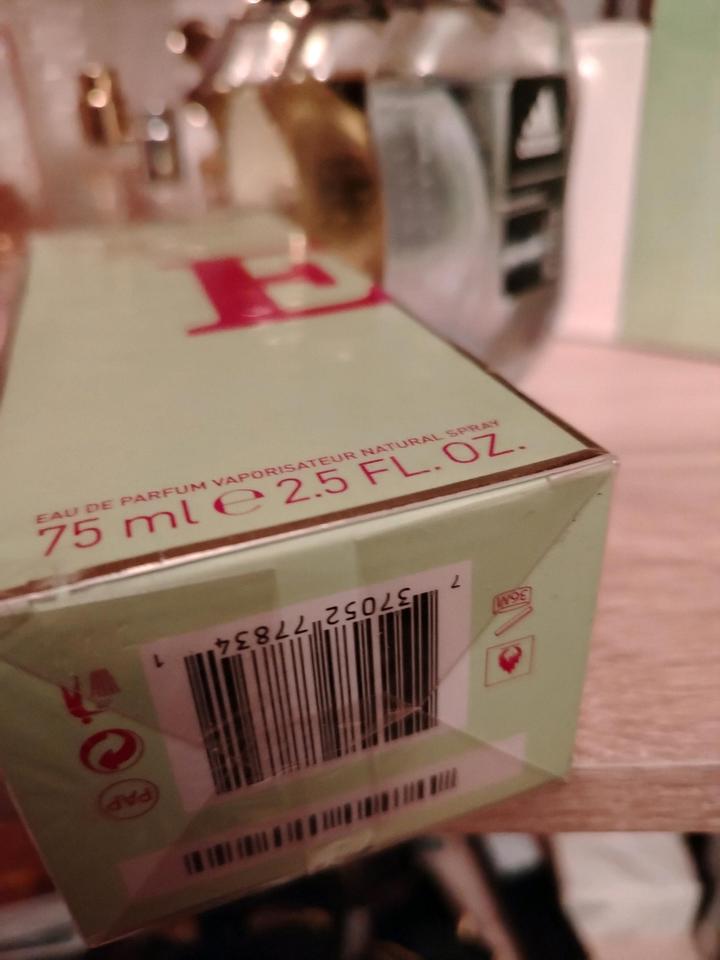 E
EAU DE PARFUM VAPORISATEUR NATURAL SPRAY
75 ml e 2.5 FL. OZ.
7 37052 77834 1
36M
PAP